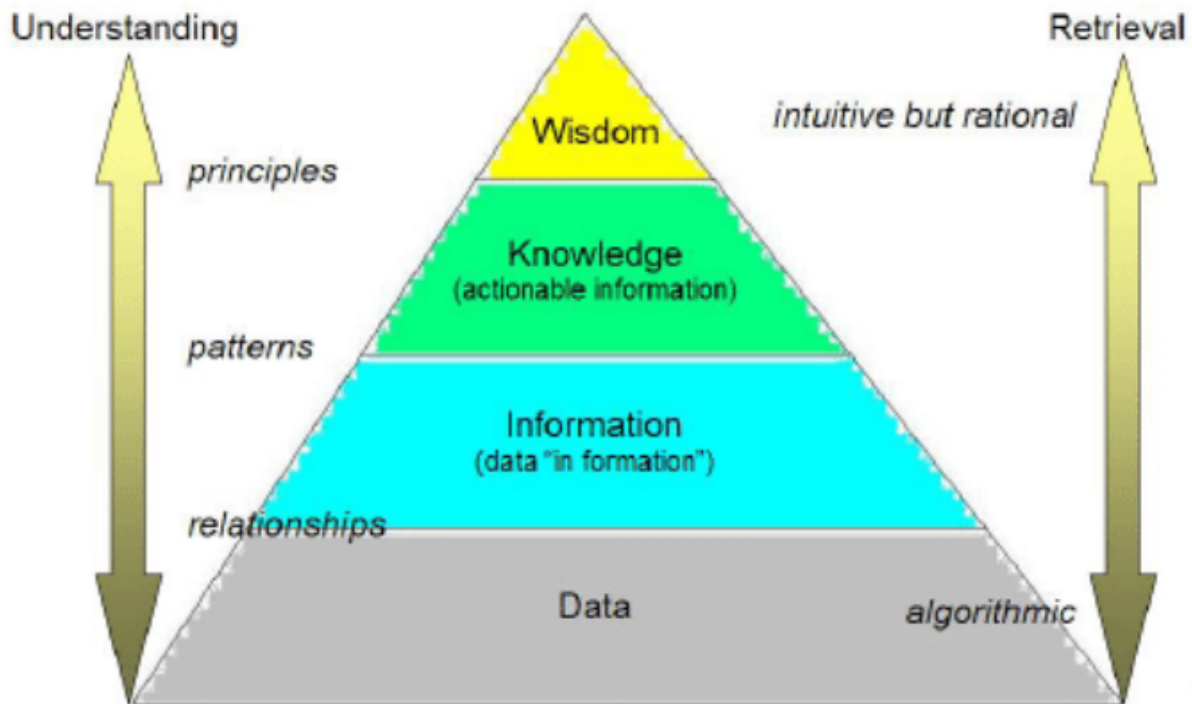 Understanding
Retrieval
intuitive but rational
Wisdom
principles
Knowledge
(actionable information)
patterns
Information
(data “in formation”)
relationships
Data
algorithmic